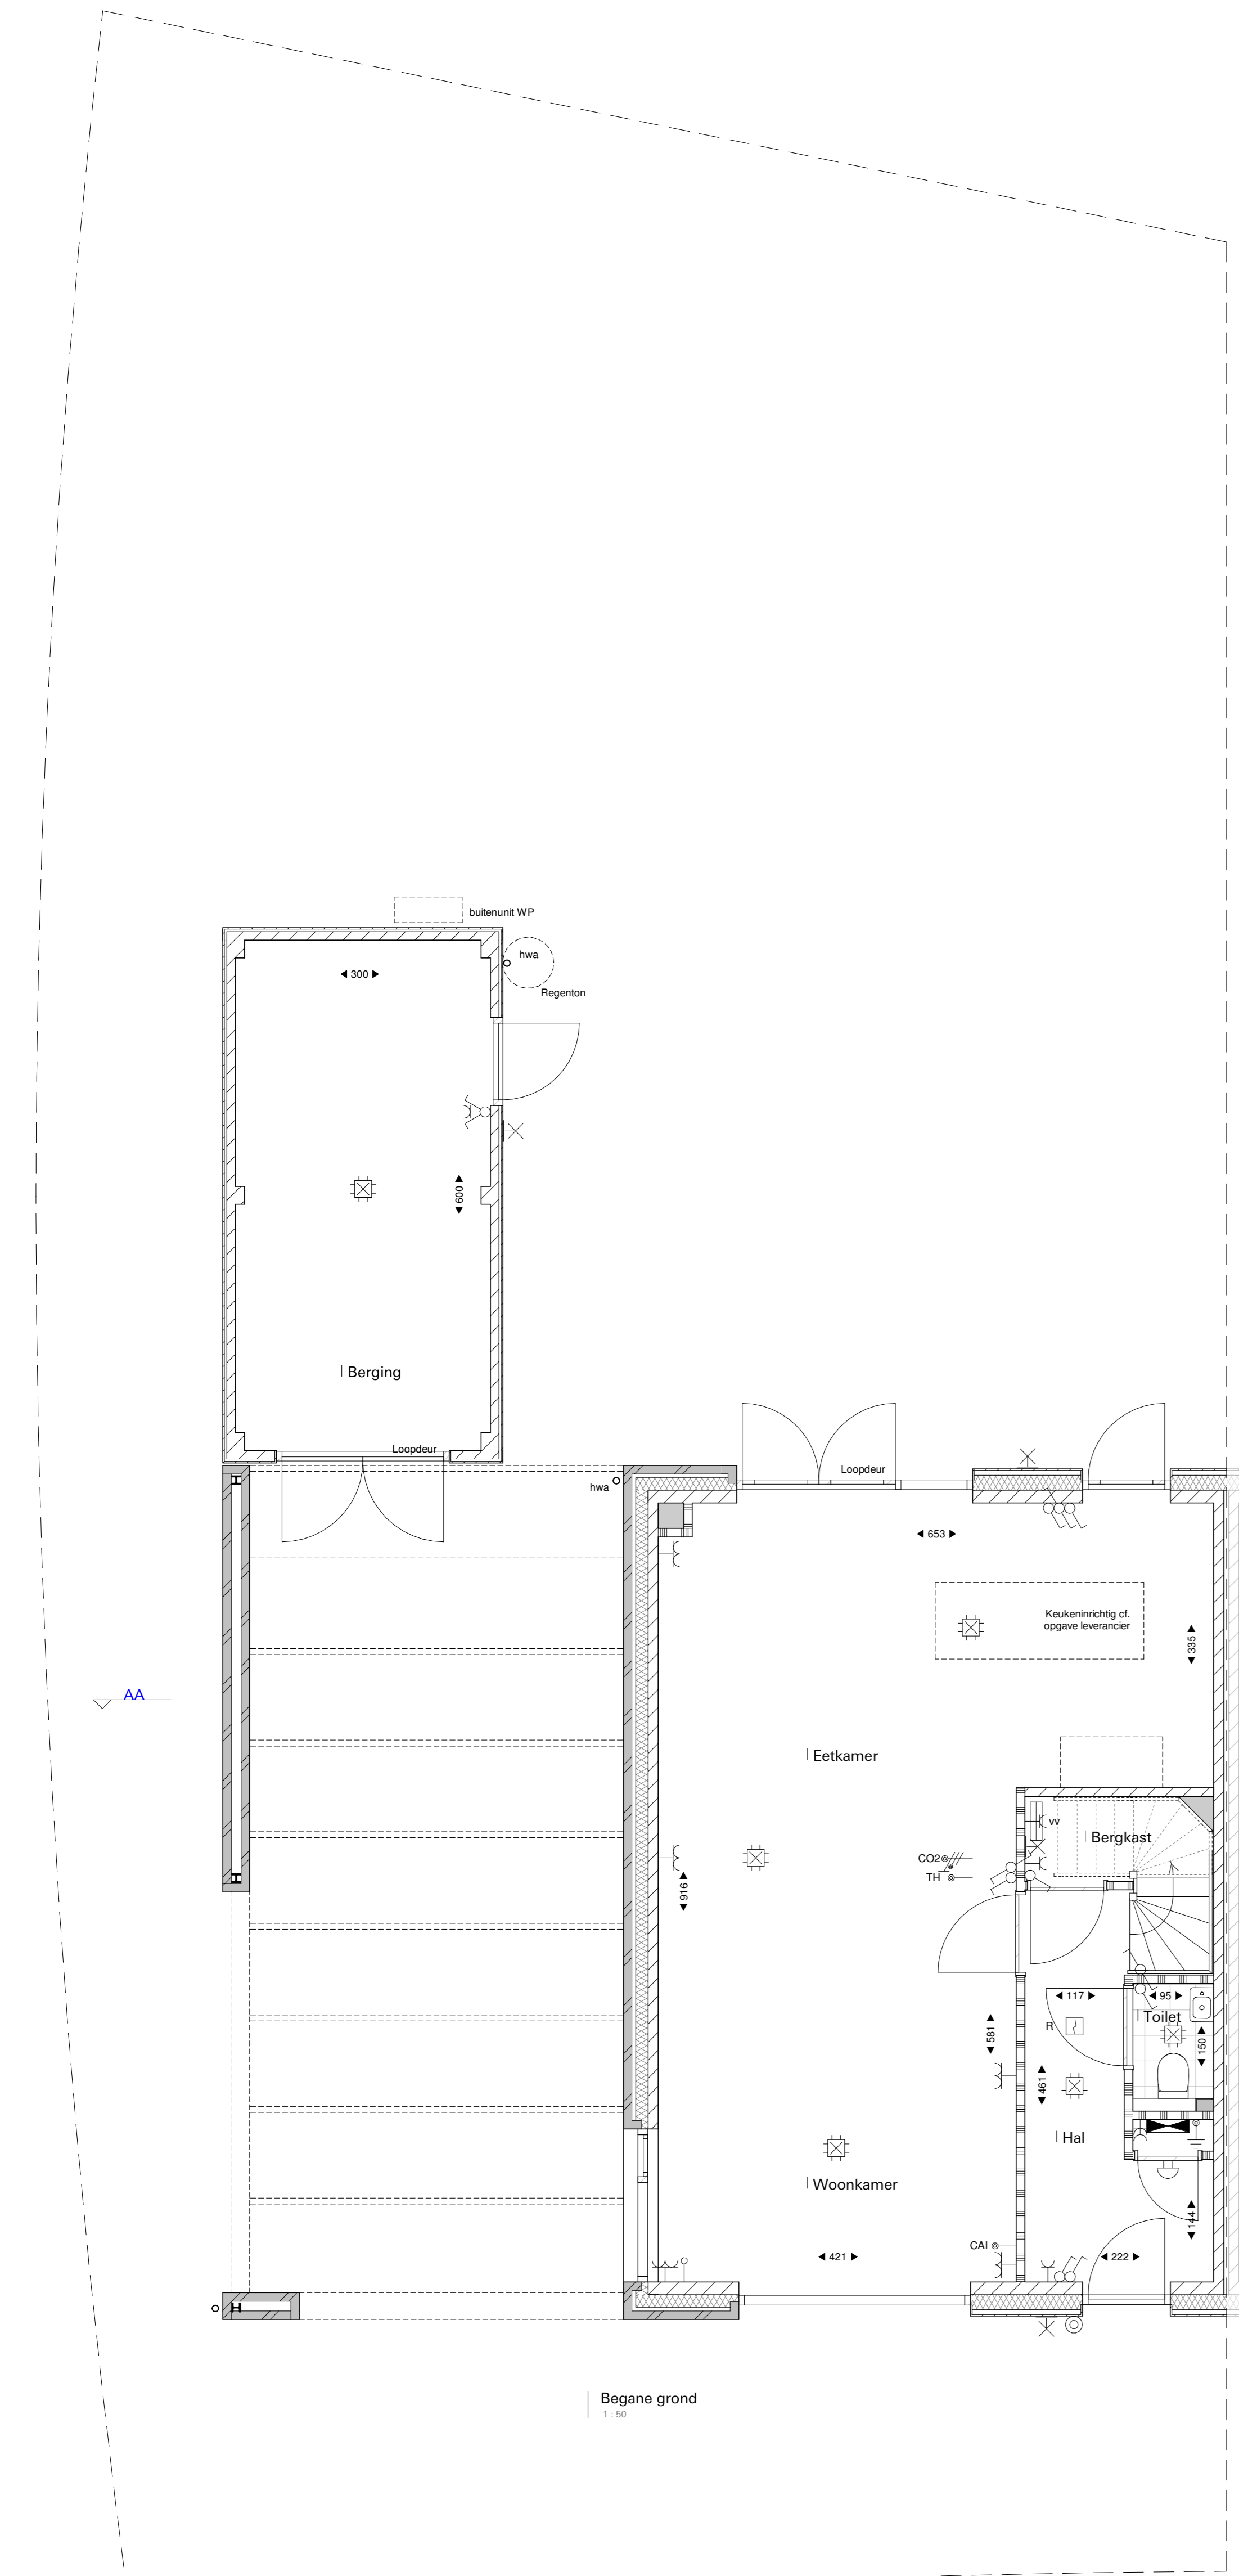 buitenunit WP
hwa
Regenton
300
600
Berging
Loopdeur
hwa
Loopdeur
653
Keukeninrichtig cf.
opgave leverancier
335
AA
Eetkamer
vv
Bergkast
CO2
TH
916
117
95
Toilet
R
581
150
461
Hal
Woonkamer
144
CAI
421
222
Begane grond
1 : 50